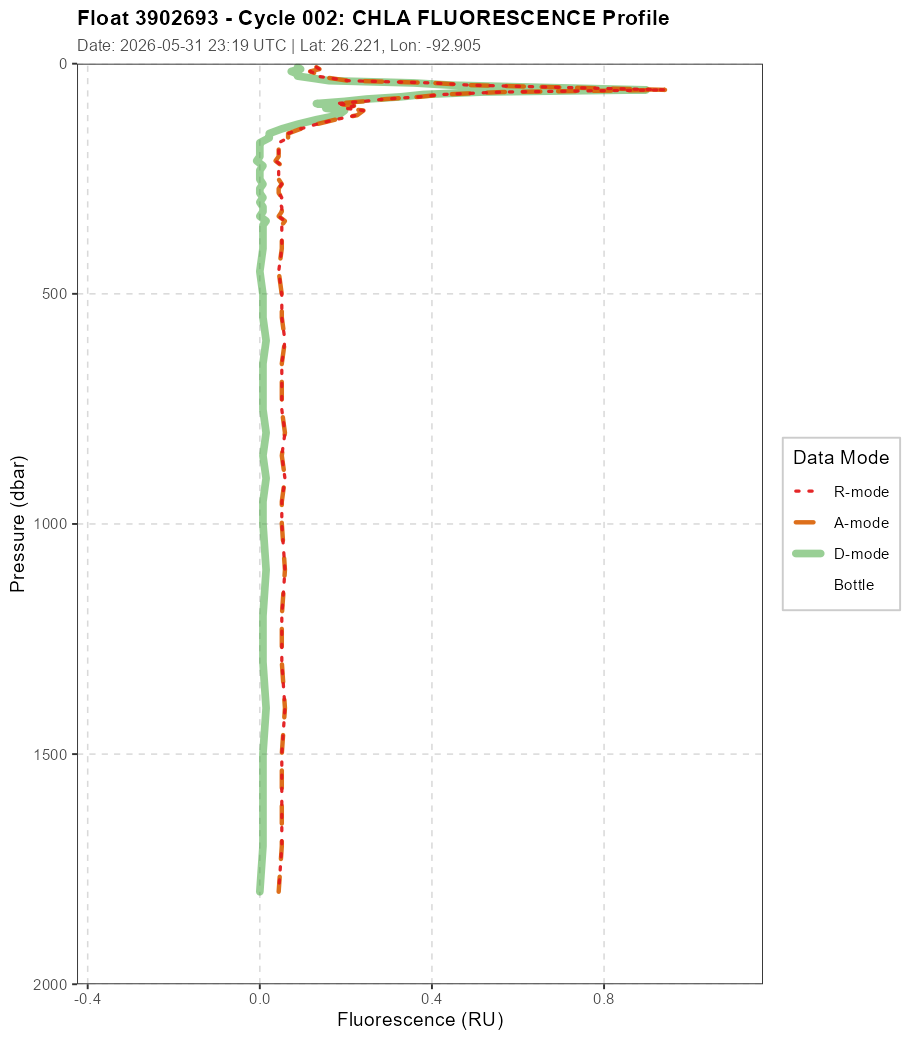 Float 3902693 - Cycle 002: CHLA FLUORESCENCE Profile
Date: 2026-05-31 23:19 UTC | Lat: 26.221, Lon: -92.905
0
500
1000
1500
2000
Pressure (dbar)
-0.4
0.0
0.4
0.8
Fluorescence (RU)
Data Mode
R-mode
A-mode
D-mode
Bottle